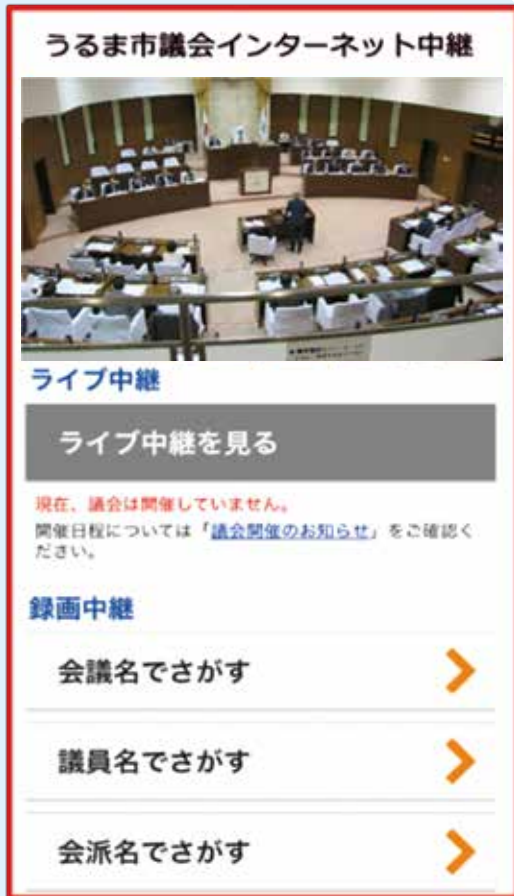 うるま市議会インターネット中継
ライブ中継
ライブ中継を見る
現在、議会は開催していません。
開催日程については「議会開催のお知らせ」をご確認く
ださい。
録画中継
会議名でさがす
議員名でさがす
会派名でさがす